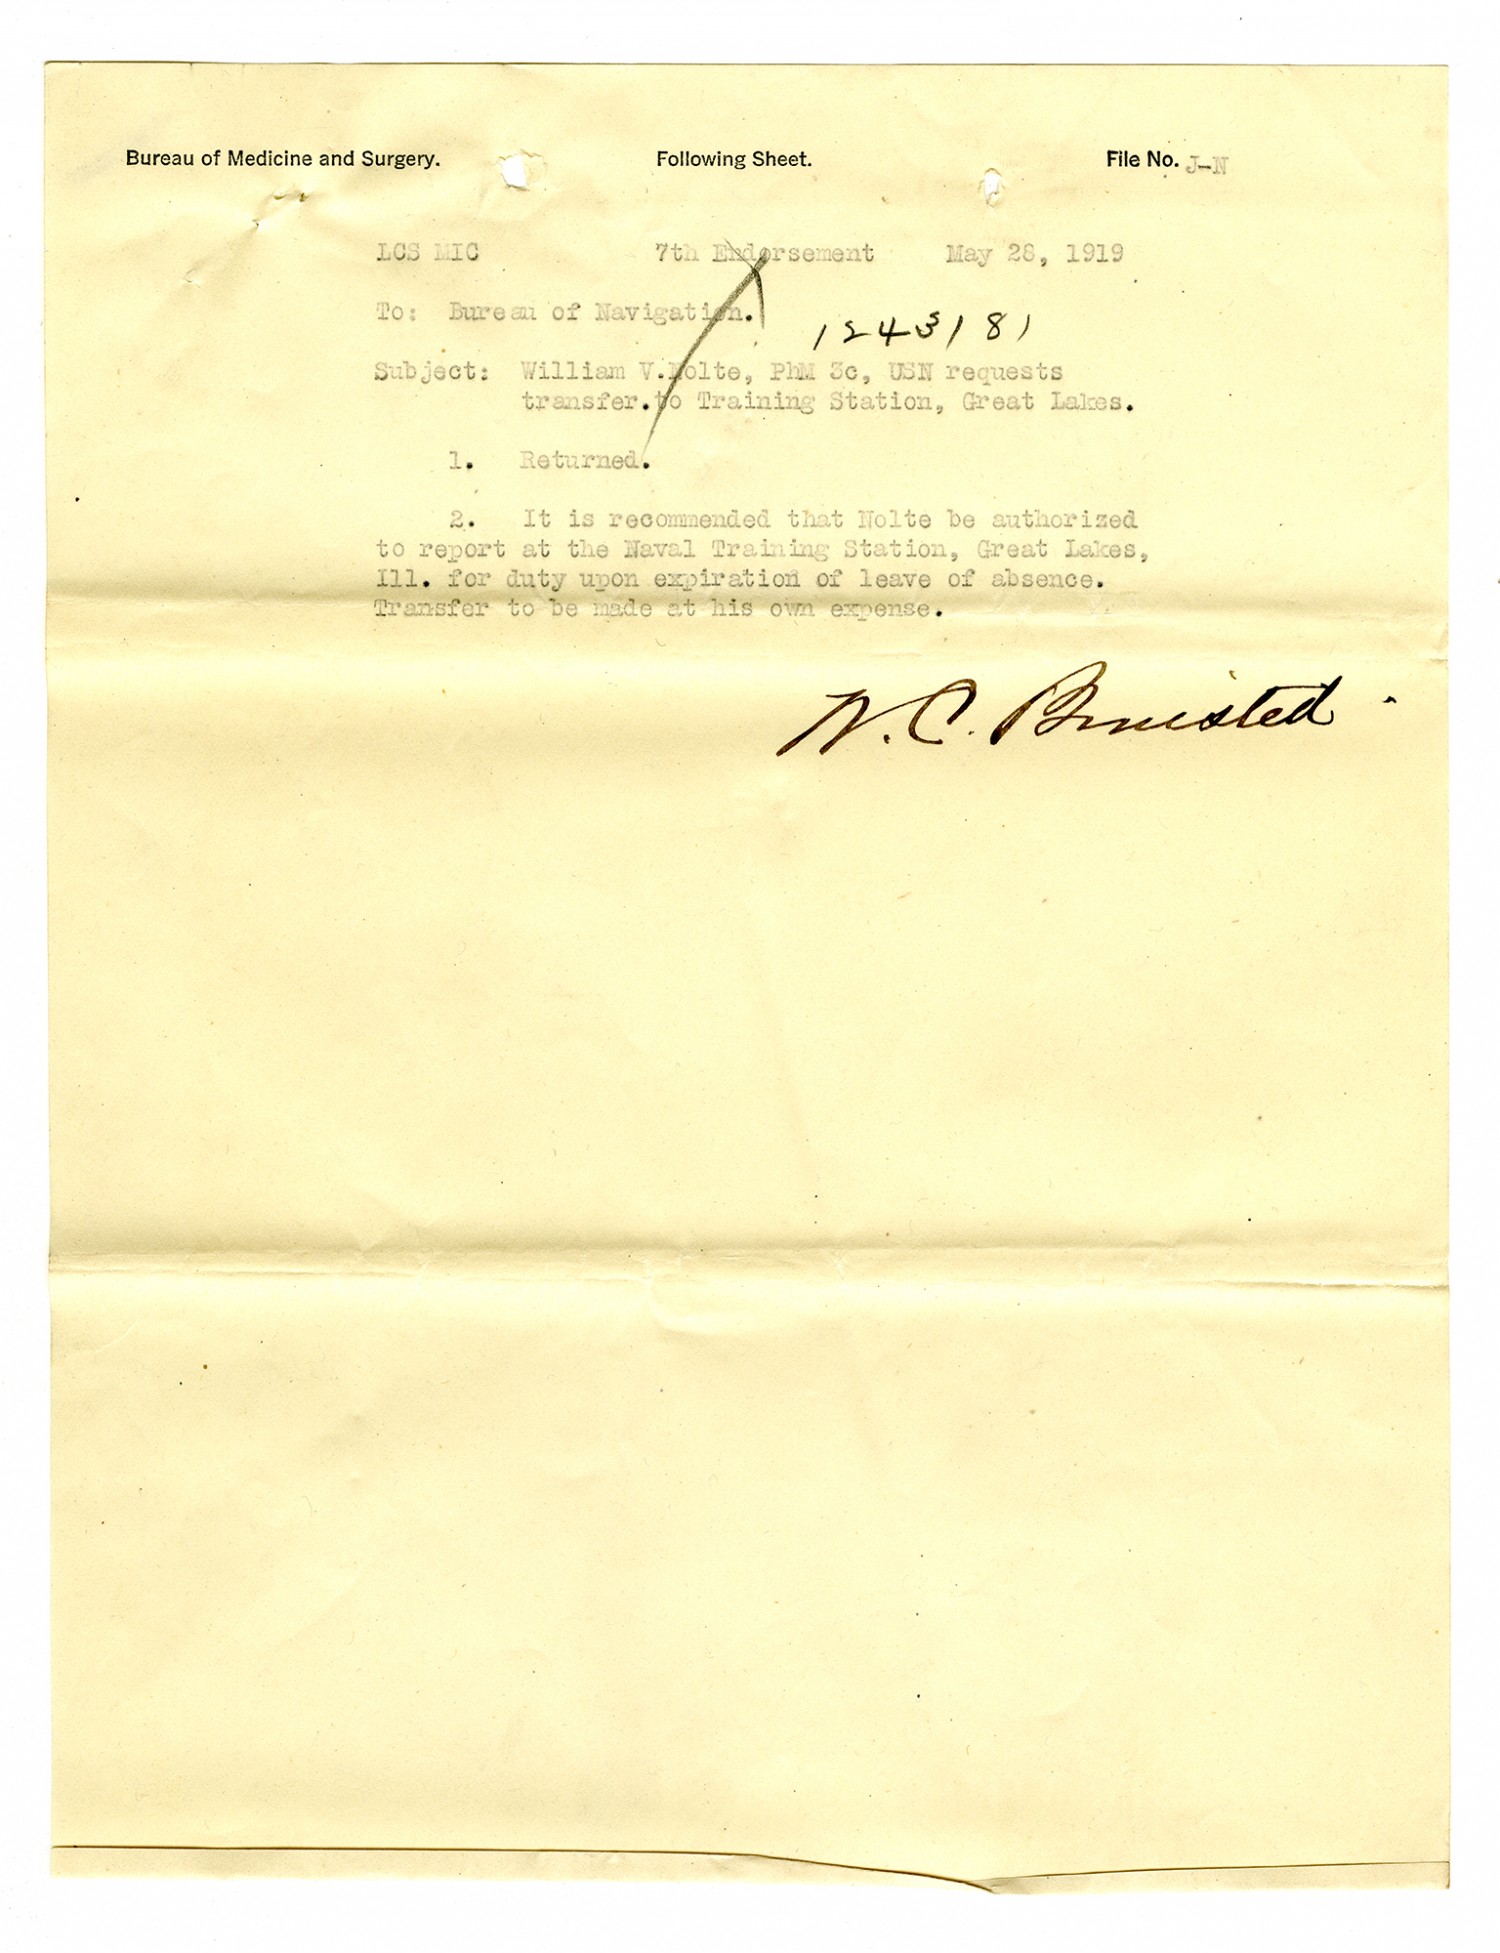 Bureau of Medicine and Surgery. Following Sheet. File No. J-N
LCS MIC 7th Endorsement May 28, 1919
To: Bureau of Navigation.
Subject: William V.Nolte, PhM 3c, USN requests
transfer.to Training Station, Great Lakes.
1. Returned.
2. It is recommended that Nolte be authorized
to report at the Naval Training Station, Great Lakes,
Ill. for duty upon expiration of leave of absence.
Transfer to be made at his own expense.
W. C. Braisted